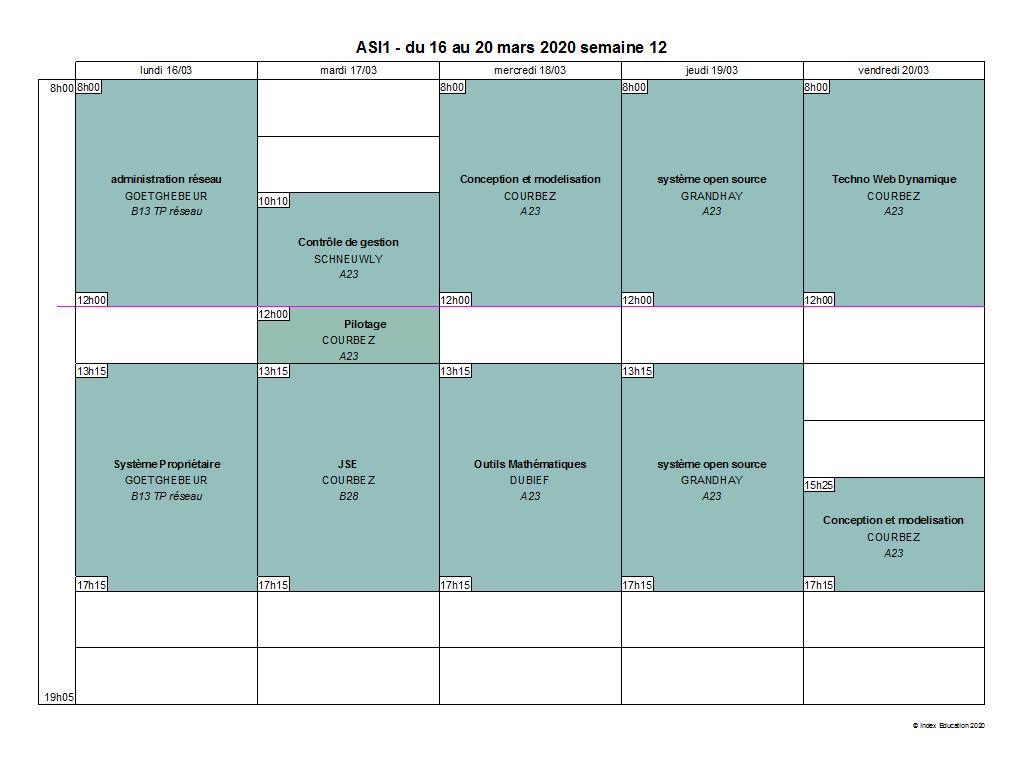 ASI1 - du 16 au 20 mars 2020 semaine 12
lundi 16/03
mardi 17/03
mercredi 18/03
jeudi 19/03
vendredi 20/03
8h00
8h00
administration réseau
GOETGHEBEUR
B13 TP réseau
12h00
10h10
Contrôle de gestion
SCHNEUWLY
A23
8h00
Conception et modelisation
COURBEZ
A23
12h00
8h00
système open source
GRANDHAY
A23
12h00
8h00
Techno Web Dynamique
COURBEZ
A23
12h00
12h00
Pilotage
COURBEZ
A23
13h15
Système Propriétaire
GOETGHEBEUR
B13 TP réseau
17h15
13h15
JSE
COURBEZ
B28
17h15
13h15
Outils Mathématiques
DUBIEF
A23
17h15
13h15
système open source
GRANDHAY
A23
17h15
15h25
Conception et modelisation
COURBEZ
A23
17h15
19h05
© Index Education 2020